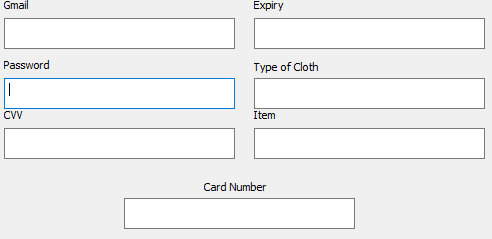 Gmail
Expiry
Password
Type of Cloth
CVV
Item
Card Number